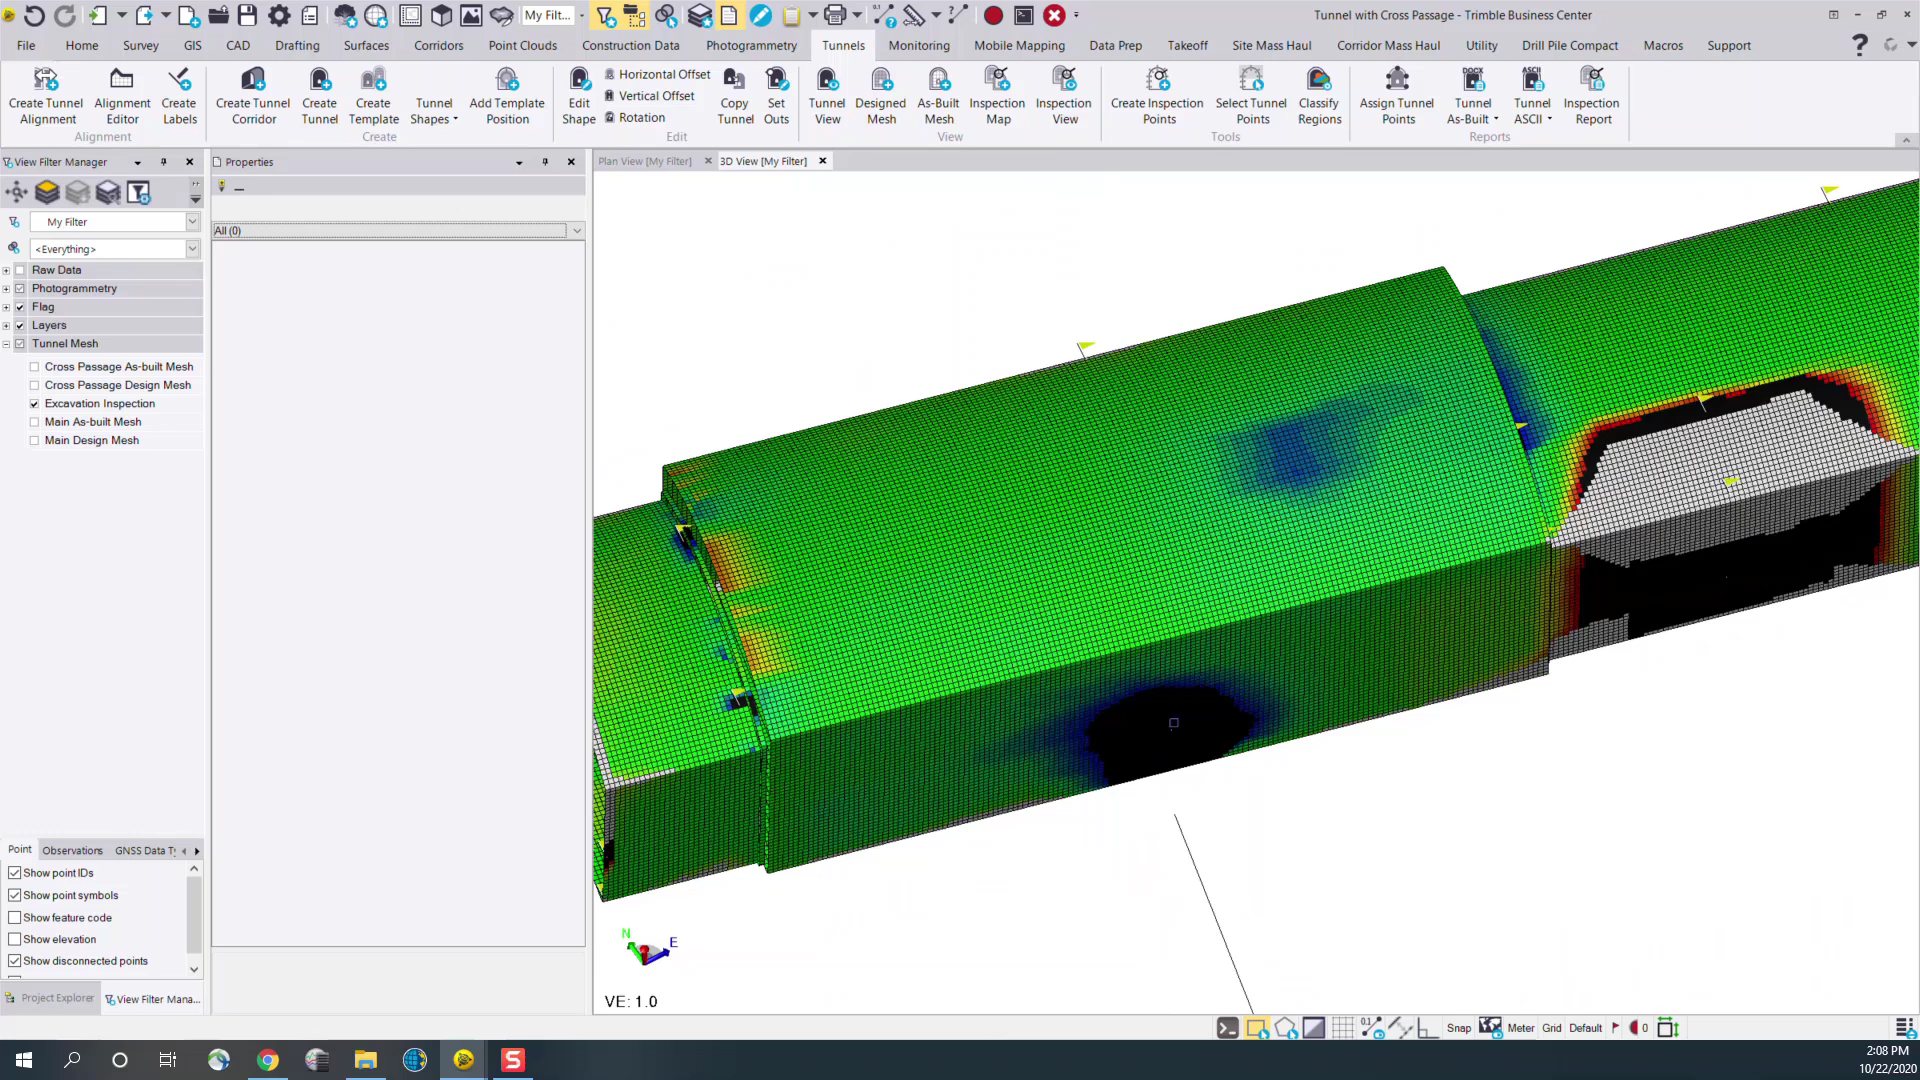 My Filt...
Tunnel with Cross Passage - Trimble Business Center
File Home Survey GIS CAD Drafting Surfaces Corridors Point Clouds Construction Data Photogrammetry Tunnels Monitoring Mobile Mapping Data Prep Takeoff Site Mass Haul Corridor Mass Haul Utility Drill Pile Compact Macros Support
Create Tunnel Alignment
Alignment Editor
Create Labels
Alignment
Create Tunnel Corridor
Create Tunnel
Create Template
Tunnel Shapes
Add Template Position
Create
Edit Shape
Horizontal Offset
Vertical Offset
Rotation
Copy Tunnel
Set Outs
Edit
Tunnel View
Designed Mesh
As-Built Mesh
Inspection Map
Inspection View
View
Create Inspection Points
Select Tunnel Points
Classify Regions
Tools
Assign Tunnel Points
DOCX
Tunnel As-Built
ASCII
Tunnel ASCII
Inspection Report
Reports
View Filter Manager
Properties
Plan View [My Filter]
3D View [My Filter]
My Filter
All (0)
<Everything>
Raw Data
Photogrammetry
Flag
Layers
Tunnel Mesh
Cross Passage As-built Mesh
Cross Passage Design Mesh
Excavation Inspection
Main As-built Mesh
Main Design Mesh
Point Observations GNSS Data Ty
Show point IDs
Show point symbols
Show feature code
Show elevation
Show disconnected points
N
E
VE: 1.0
Project Explorer
View Filter Mana...
0.1
Snap Meter Grid Default 0
2:08 PM
10/22/2020